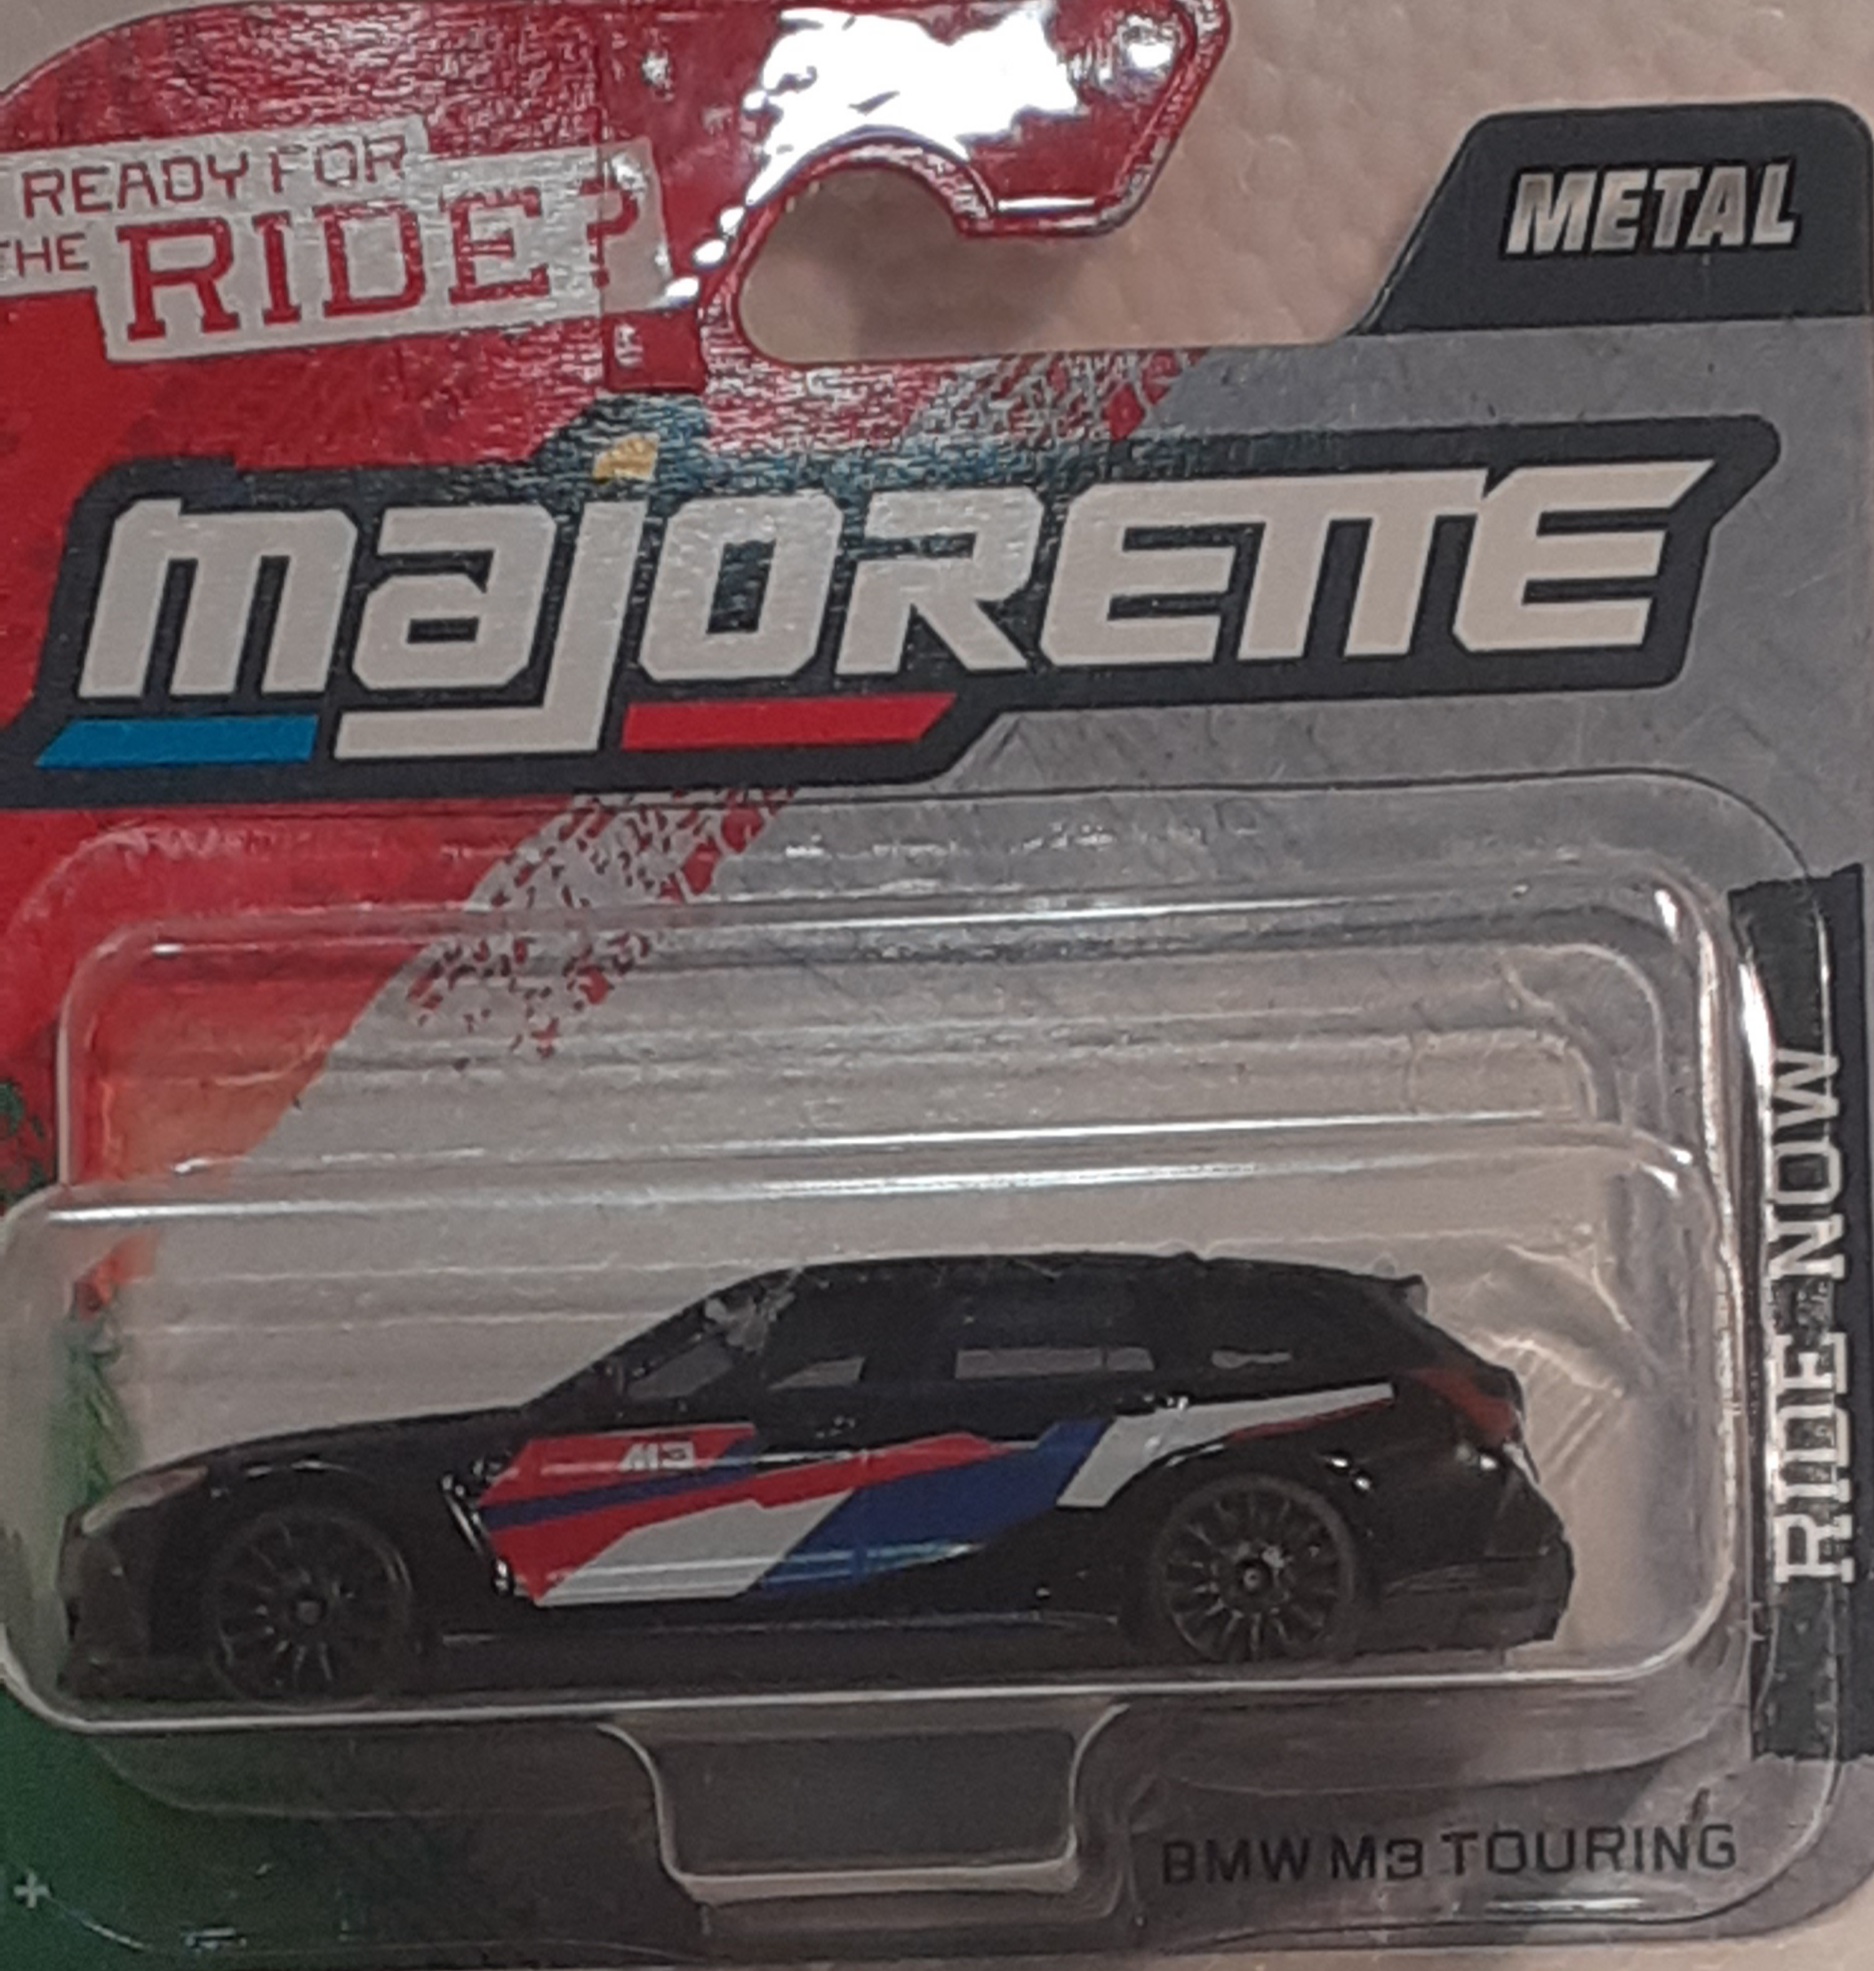 READY FOR
THE RIDE?
METAL
majORETTE
RIDE NOW
M3
BMW M3 TOURING